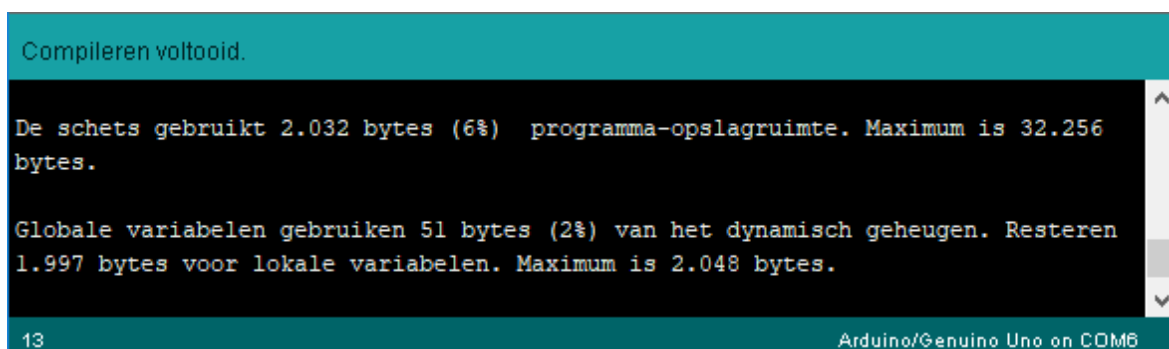 Compileren voltooid.
De schets gebruikt 2.032 bytes (6%)  programma-opslagruimte. Maximum is 32.256
bytes.
Globale variabelen gebruiken 51 bytes (2%) van het dynamisch geheugen. Resteren
1.997 bytes voor lokale variabelen. Maximum is 2.048 bytes.
13 Arduino/Genuino Uno on COM6